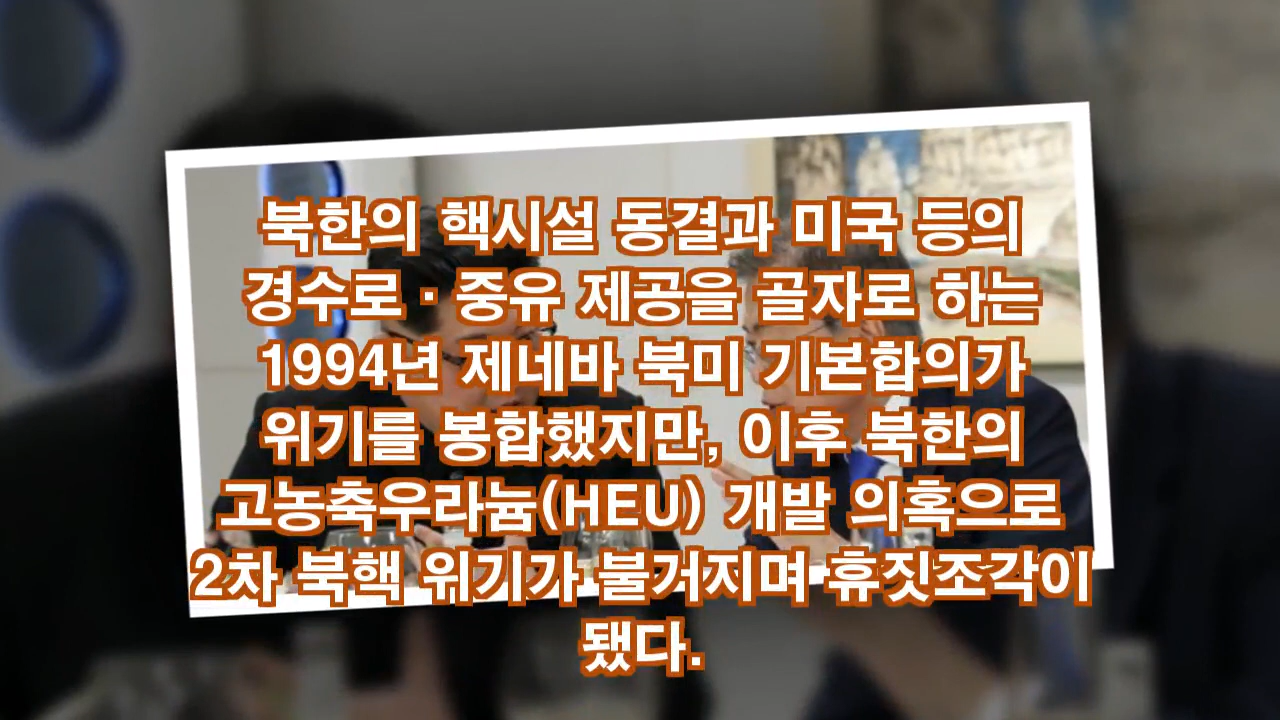 북한의 핵시설 동결과 미국 등의
경수로·중유 제공을 골자로 하는
1994년 제네바 북미 기본합의가
위기를 봉합했지만, 이후 북한의
고농축우라늄(HEU) 개발 의혹으로
2차 북핵 위기가 불거지며 휴짓조각이
됐다.